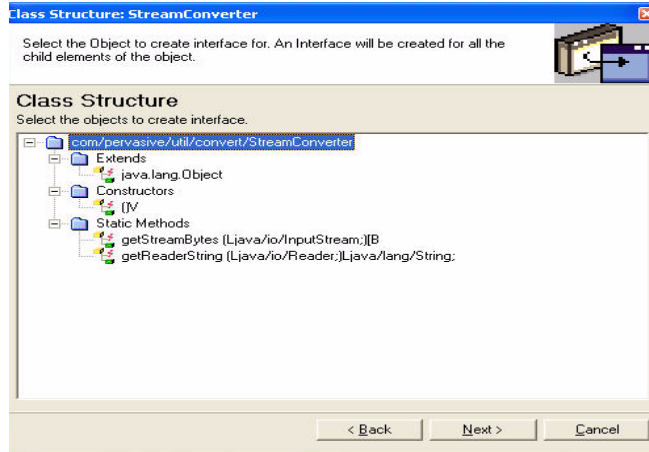 Class Structure: StreamConverter
Select the Object to create interface for. An Interface will be created for all the
child elements of the object.
Class Structure
Select the objects to create interface.
com/pervasive/util/convert/StreamConverter
Extends
java.lang.Object
Constructors
()V
Static Methods
getStreamBytes (Ljava/io/InputStream;)[B
getReaderString (Ljava/io/Reader;)Ljava/lang/String;
< Back
Next >
Cancel